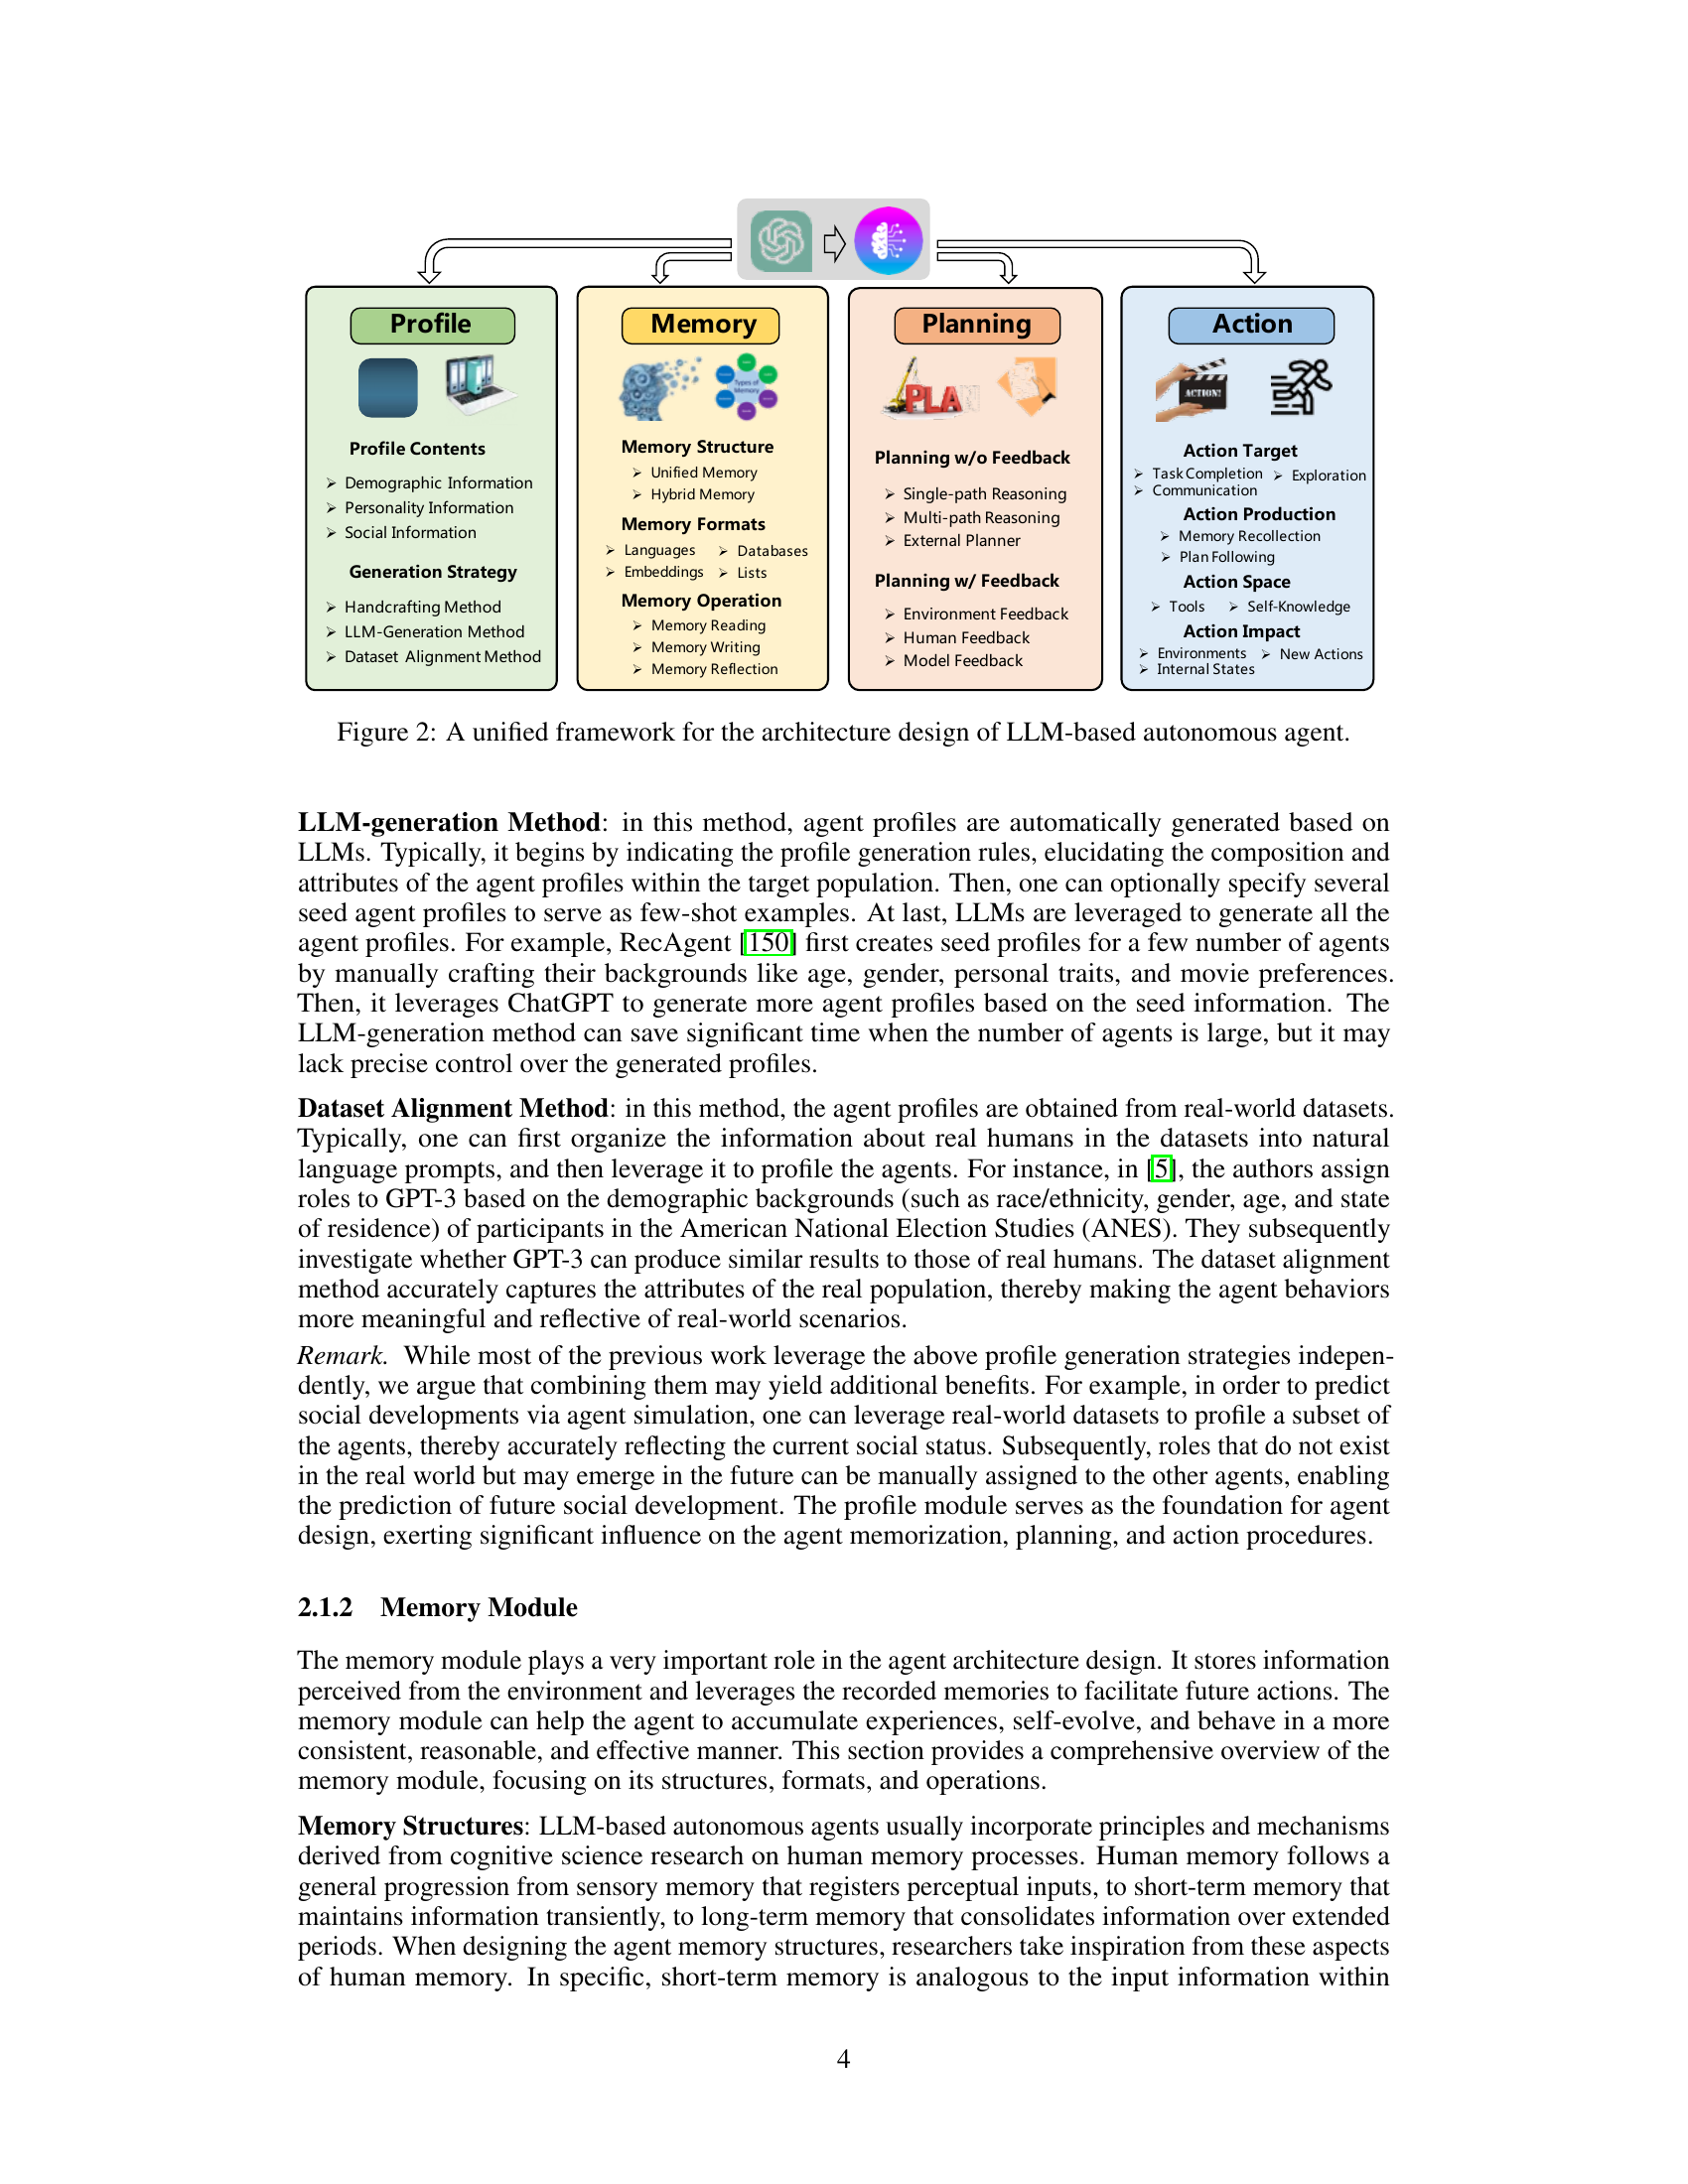 Profile
Profile Contents
➢ Demographic Information
➢ Personality Information
➢ Social Information
Generation Strategy
➢ Handcrafting Method
➢ LLM-Generation Method
➢ Dataset Alignment Method
Memory
Types of
Memory
Memory Structure
➢ Unified Memory
➢ Hybrid Memory
Memory Formats
➢ Languages ➢ Databases
➢ Embeddings ➢ Lists
Memory Operation
➢ Memory Reading
➢ Memory Writing
➢ Memory Reflection
Planning
PLA
Planning w/o Feedback
➢ Single-path Reasoning
➢ Multi-path Reasoning
➢ External Planner
Planning w/ Feedback
➢ Environment Feedback
➢ Human Feedback
➢ Model Feedback
Action
ACTION!
Action Target
➢ Task Completion ➢ Exploration
➢ Communication
Action Production
➢ Memory Recollection
➢ Plan Following
Action Space
➢ Tools ➢ Self-Knowledge
Action Impact
➢ Environments ➢ New Actions
➢ Internal States
Figure 2: A unified framework for the architecture design of LLM-based autonomous agent.
LLM-generation Method: in this method, agent profiles are automatically generated based on
LLMs. Typically, it begins by indicating the profile generation rules, elucidating the composition and
attributes of the agent profiles within the target population. Then, one can optionally specify several
seed agent profiles to serve as few-shot examples. At last, LLMs are leveraged to generate all the
agent profiles. For example, RecAgent [150] first creates seed profiles for a few number of agents
by manually crafting their backgrounds like age, gender, personal traits, and movie preferences.
Then, it leverages ChatGPT to generate more agent profiles based on the seed information. The
LLM-generation method can save significant time when the number of agents is large, but it may
lack precise control over the generated profiles.
Dataset Alignment Method: in this method, the agent profiles are obtained from real-world datasets.
Typically, one can first organize the information about real humans in the datasets into natural
language prompts, and then leverage it to profile the agents. For instance, in [5], the authors assign
roles to GPT-3 based on the demographic backgrounds (such as race/ethnicity, gender, age, and state
of residence) of participants in the American National Election Studies (ANES). They subsequently
investigate whether GPT-3 can produce similar results to those of real humans. The dataset alignment
method accurately captures the attributes of the real population, thereby making the agent behaviors
more meaningful and reflective of real-world scenarios.
Remark. While most of the previous work leverage the above profile generation strategies indepen-
dently, we argue that combining them may yield additional benefits. For example, in order to predict
social developments via agent simulation, one can leverage real-world datasets to profile a subset of
the agents, thereby accurately reflecting the current social status. Subsequently, roles that do not exist
in the real world but may emerge in the future can be manually assigned to the other agents, enabling
the prediction of future social development. The profile module serves as the foundation for agent
design, exerting significant influence on the agent memorization, planning, and action procedures.
2.1.2 Memory Module
The memory module plays a very important role in the agent architecture design. It stores information
perceived from the environment and leverages the recorded memories to facilitate future actions. The
memory module can help the agent to accumulate experiences, self-evolve, and behave in a more
consistent, reasonable, and effective manner. This section provides a comprehensive overview of the
memory module, focusing on its structures, formats, and operations.
Memory Structures: LLM-based autonomous agents usually incorporate principles and mechanisms
derived from cognitive science research on human memory processes. Human memory follows a
general progression from sensory memory that registers perceptual inputs, to short-term memory that
maintains information transiently, to long-term memory that consolidates information over extended
periods. When designing the agent memory structures, researchers take inspiration from these aspects
of human memory. In specific, short-term memory is analogous to the input information within
4